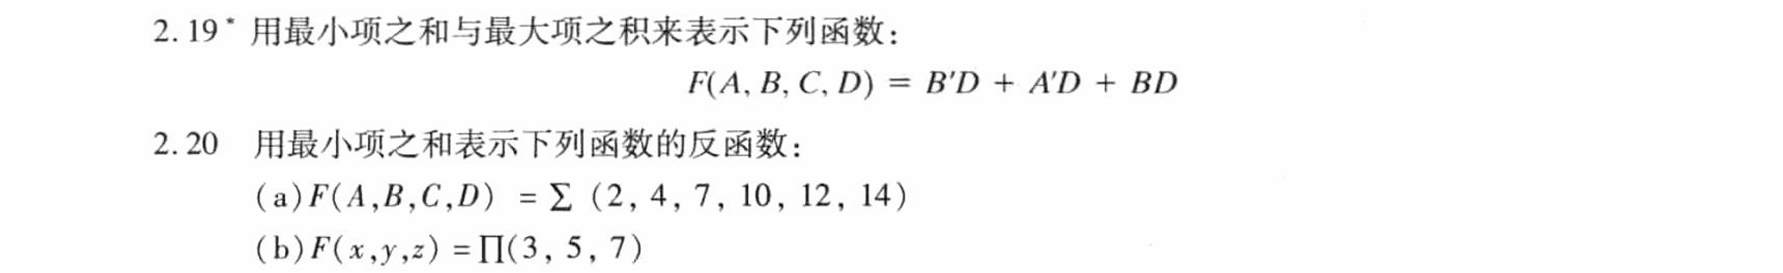 2.19* 用最小项之和与最大项之积来表示下列函数:
F(A, B, C, D) = B′D + A′D + BD
2.20 用最小项之和表示下列函数的反函数:
(a)F(A,B,C,D) = ∑ (2, 4, 7, 10, 12, 14)
(b)F(x,y,z) = ∏(3, 5, 7)